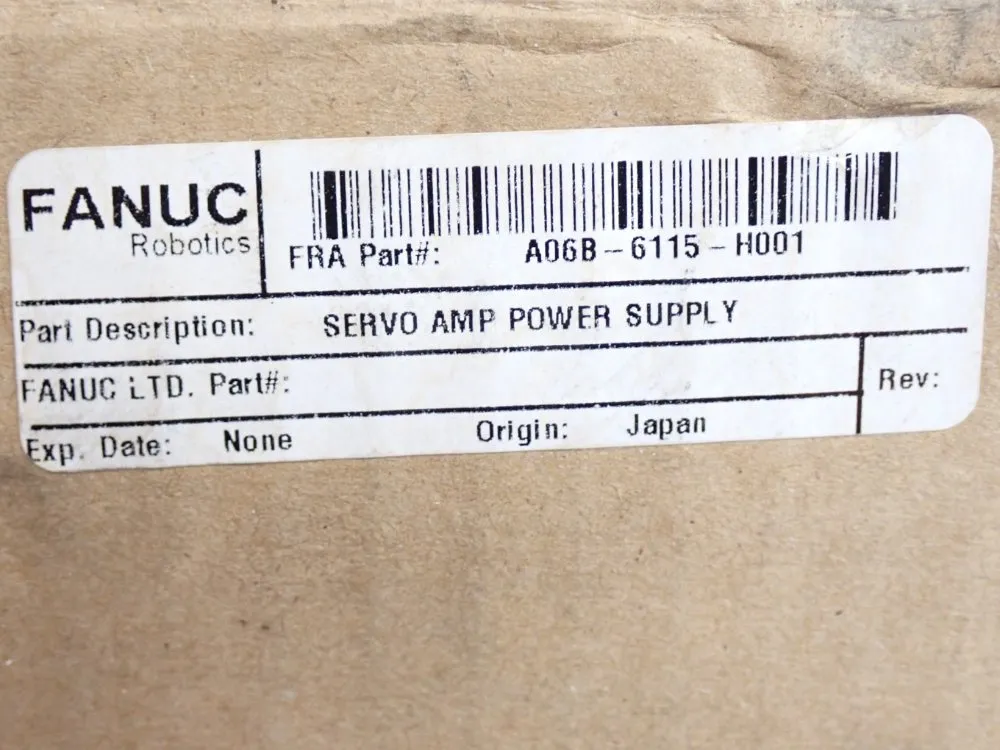 FANUC
Robotics
FRA Part#: A06B-6115-H001
Part Description: SERVO AMP POWER SUPPLY
FANUC LTD. Part#:
Rev:
Exp. Date: None Origin: Japan